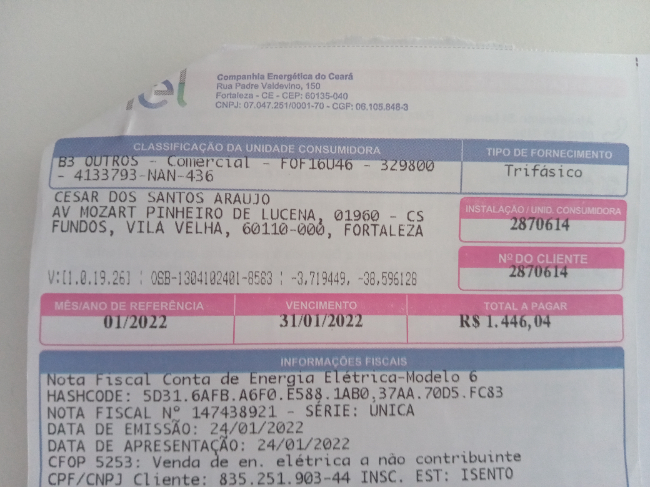 nel
Companhia Energética do Ceará
Rua Padre Valdevino, 150
Fortaleza - CE - CEP: 60135-040
CNPJ: 07.047.251/0001-70 - CGF: 06.105.848-3
CLASSIFICAÇÃO DA UNIDADE CONSUMIDORA
TIPO DE FORNECIMENTO
B3 OUTROS - Comercial - F0F16U46 - 329800
- 4133793-NAN-436
Trifásico
CESAR DOS SANTOS ARAUJO
AV MOZART PINHEIRO DE LUCENA, 01960 - CS
FUNDOS, VILA VELHA, 60110-000, FORTALEZA
INSTALAÇÃO / UNID. CONSUMIDORA
2870614
Nº DO CLIENTE
2870614
V:[1.0.19.26] ; OSB-1304102401-8583 ; -3,719449, -38,596128
MÊS/ANO DE REFERÊNCIA
VENCIMENTO
TOTAL A PAGAR
01/2022
31/01/2022
R$ 1.446,04
INFORMAÇÕES FISCAIS
Nota Fiscal Conta de Energia Elétrica-Modelo 6
HASHCODE: 5D31.6AFB.A6F0.E588.1AB0.37AA.70D5.FC83
NOTA FISCAL Nº 147438921 - SÉRIE: ÚNICA
DATA DE EMISSÃO: 24/01/2022
DATA DE APRESENTAÇÃO: 24/01/2022
CFOP 5253: Venda de en. elétrica a não contribuinte
CPF/CNPJ Cliente: 835.251.903-44 INSC. EST: ISENTO